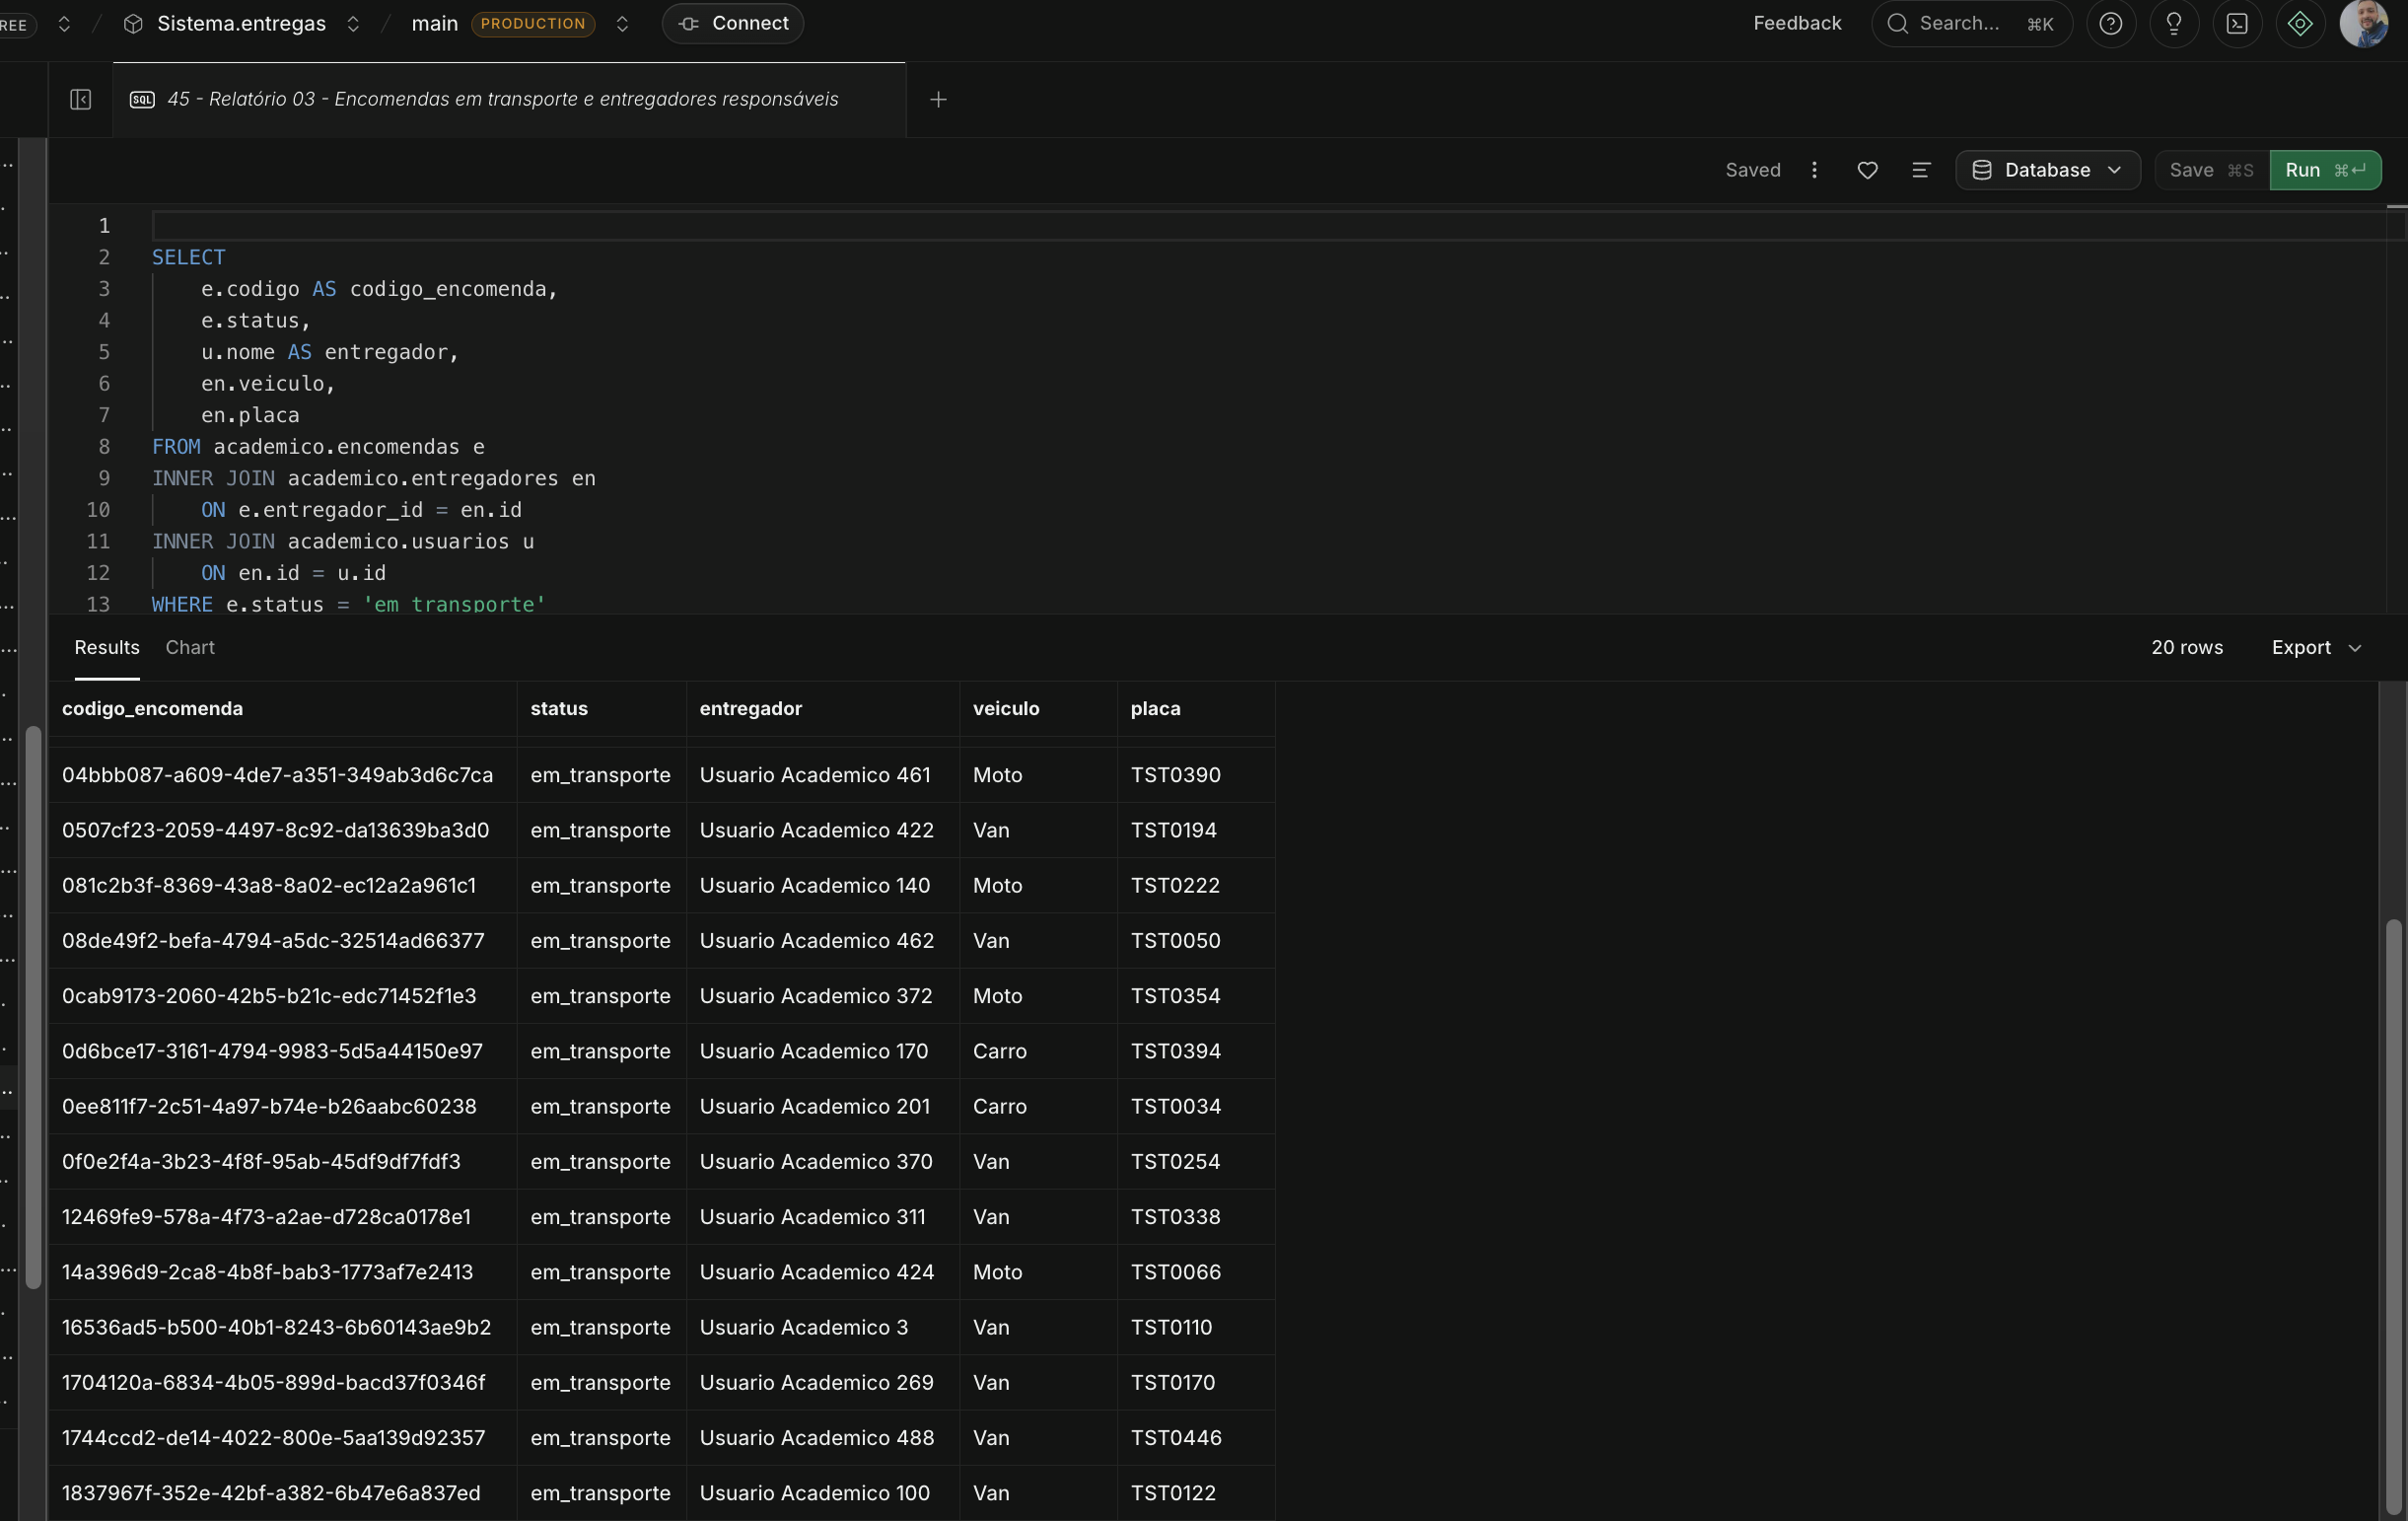 REE
Sistema.entregas
main
PRODUCTION
Connect
Feedback
Search...
⌘K
SQL
45 - Relatório 03 - Encomendas em transporte e entregadores responsáveis
Saved
Database
Save ⌘S
Run ⌘↵
1
2 SELECT
3 e.codigo AS codigo_encomenda,
4 e.status,
5 u.nome AS entregador,
6 en.veiculo,
7 en.placa
8 FROM academico.encomendas e
9 INNER JOIN academico.entregadores en
10 ON e.entregador_id = en.id
11 INNER JOIN academico.usuarios u
12 ON en.id = u.id
13 WHERE e.status = 'em_transporte'
Results
Chart
20 rows
Export
codigo_encomenda status entregador veiculo placa
04bbb087-a609-4de7-a351-349ab3d6c7ca em_transporte Usuario Academico 461 Moto TST0390
0507cf23-2059-4497-8c92-da13639ba3d0 em_transporte Usuario Academico 422 Van TST0194
081c2b3f-8369-43a8-8a02-ec12a2a961c1 em_transporte Usuario Academico 140 Moto TST0222
08de49f2-befa-4794-a5dc-32514ad66377 em_transporte Usuario Academico 462 Van TST0050
0cab9173-2060-42b5-b21c-edc71452f1e3 em_transporte Usuario Academico 372 Moto TST0354
0d6bce17-3161-4794-9983-5d5a44150e97 em_transporte Usuario Academico 170 Carro TST0394
0ee811f7-2c51-4a97-b74e-b26aabc60238 em_transporte Usuario Academico 201 Carro TST0034
0f0e2f4a-3b23-4f8f-95ab-45df9df7fdf3 em_transporte Usuario Academico 370 Van TST0254
12469fe9-578a-4f73-a2ae-d728ca0178e1 em_transporte Usuario Academico 311 Van TST0338
14a396d9-2ca8-4b8f-bab3-1773af7e2413 em_transporte Usuario Academico 424 Moto TST0066
16536ad5-b500-40b1-8243-6b60143ae9b2 em_transporte Usuario Academico 3 Van TST0110
1704120a-6834-4b05-899d-bacd37f0346f em_transporte Usuario Academico 269 Van TST0170
1744ccd2-de14-4022-800e-5aa139d92357 em_transporte Usuario Academico 488 Van TST0446
1837967f-352e-42bf-a382-6b47e6a837ed em_transporte Usuario Academico 100 Van TST0122